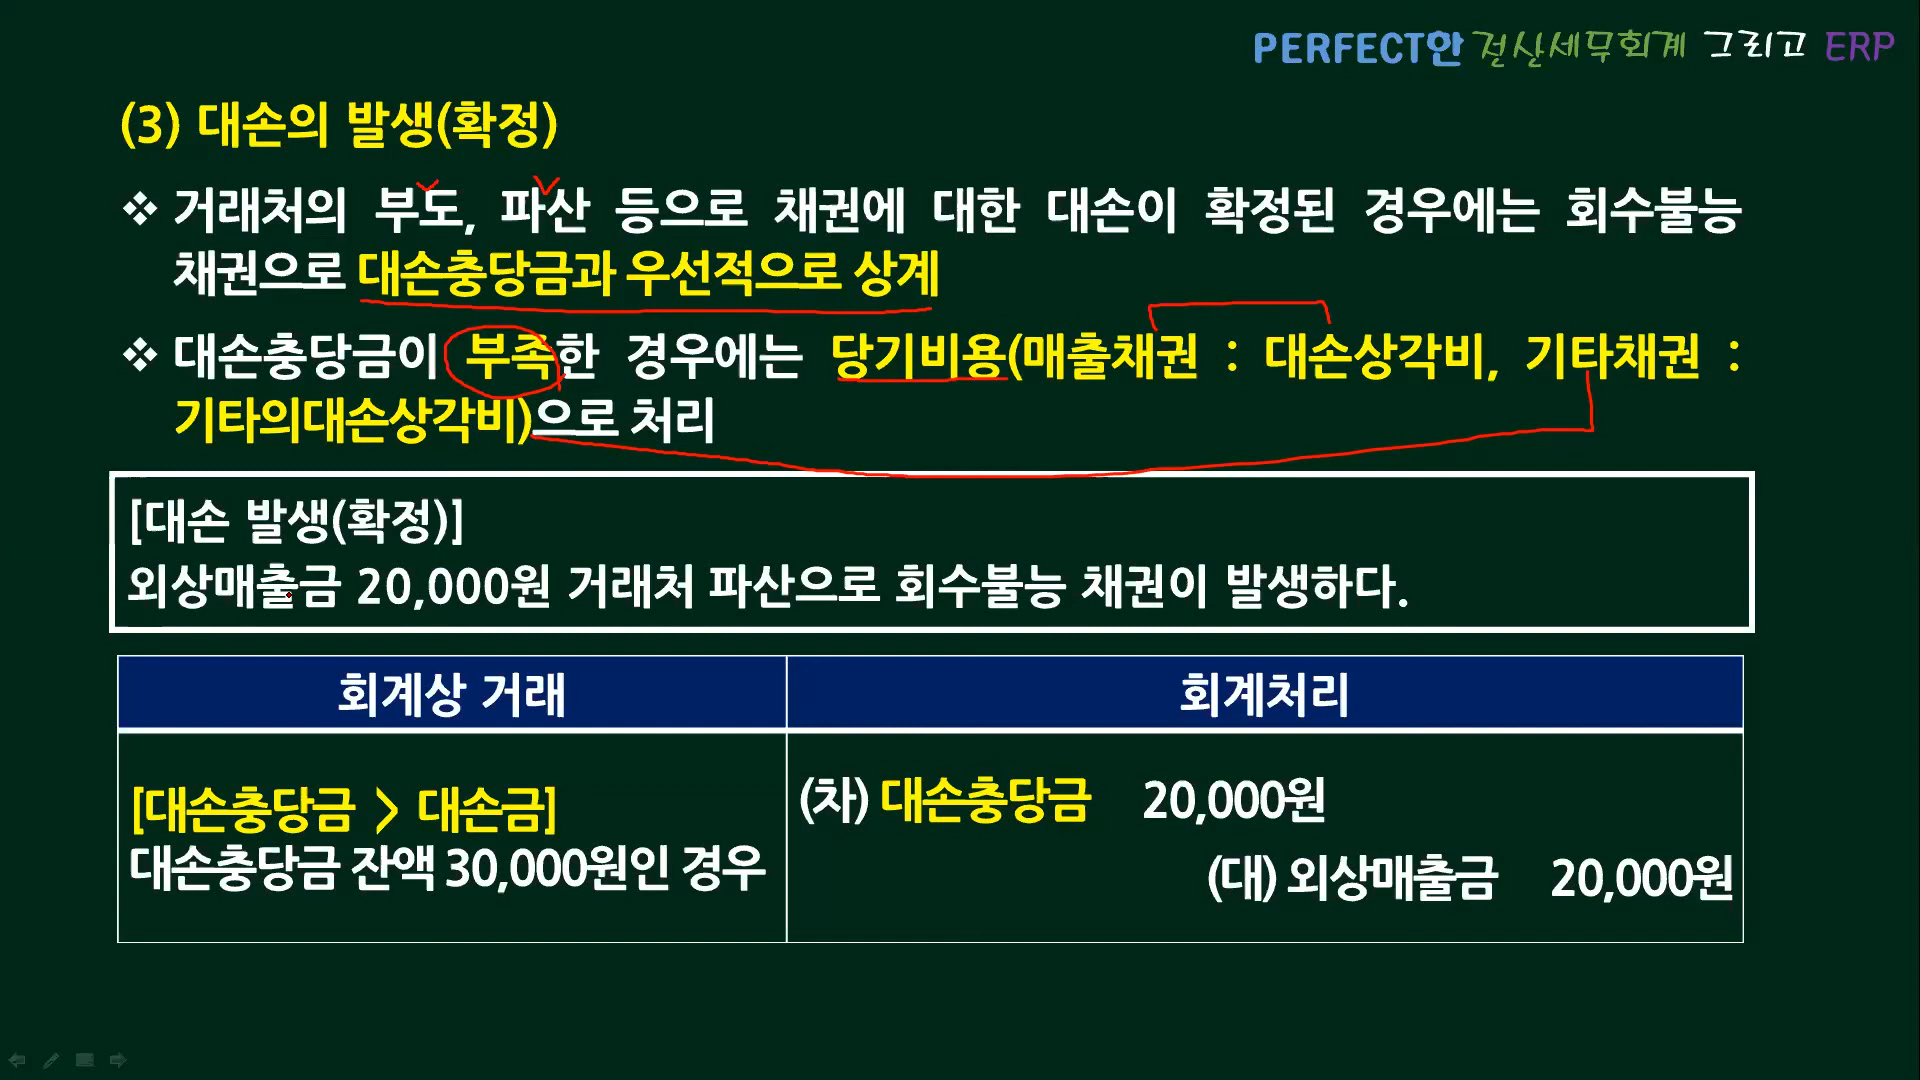 PERFECT한 전산세무회계 그리고 ERP
(3) 대손의 발생(확정)
❖ 거래처의 부도, 파산 등으로 채권에 대한 대손이 확정된 경우에는 회수불능
채권으로 대손충당금과 우선적으로 상계
❖ 대손충당금이 부족한 경우에는 당기비용(매출채권 : 대손상각비, 기타채권 :
기타의대손상각비)으로 처리
[대손 발생(확정)]
외상매출금 20,000원 거래처 파산으로 회수불능 채권이 발생하다.
회계상 거래
회계처리
[대손충당금 > 대손금]
대손충당금 잔액 30,000원인 경우
(차) 대손충당금 20,000원
(대) 외상매출금 20,000원